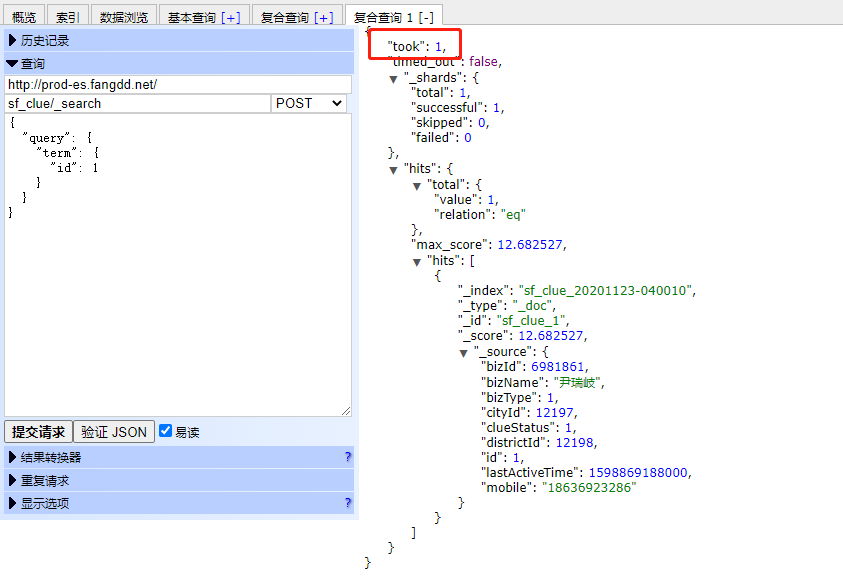 概览 索引 数据浏览 基本查询 [+] 复合查询 [+] 复合查询 1 [-]
历史记录
查询
http://prod-es.fangdd.net/
sf_clue/_search POST
{
"query": {
"term": {
"id": 1
}
}
}
提交请求 验证 JSON 易读
结果转换器 ?
重复请求
显示选项 ?
{
"took": 1,
"timed_out": false,
"_shards": {
"total": 1,
"successful": 1,
"skipped": 0,
"failed": 0
},
"hits": {
"total": {
"value": 1,
"relation": "eq"
},
"max_score": 12.682527,
"hits": [
{
"_index": "sf_clue_20201123-040010",
"_type": "_doc",
"_id": "sf_clue_1",
"_score": 12.682527,
"_source": {
"bizId": 6981861,
"bizName": "尹瑞岐",
"bizType": 1,
"cityId": 12197,
"clueStatus": 1,
"districtId": 12198,
"id": 1,
"lastActiveTime": 1598869188000,
"mobile": "18636923286"
}
}
]
}
}